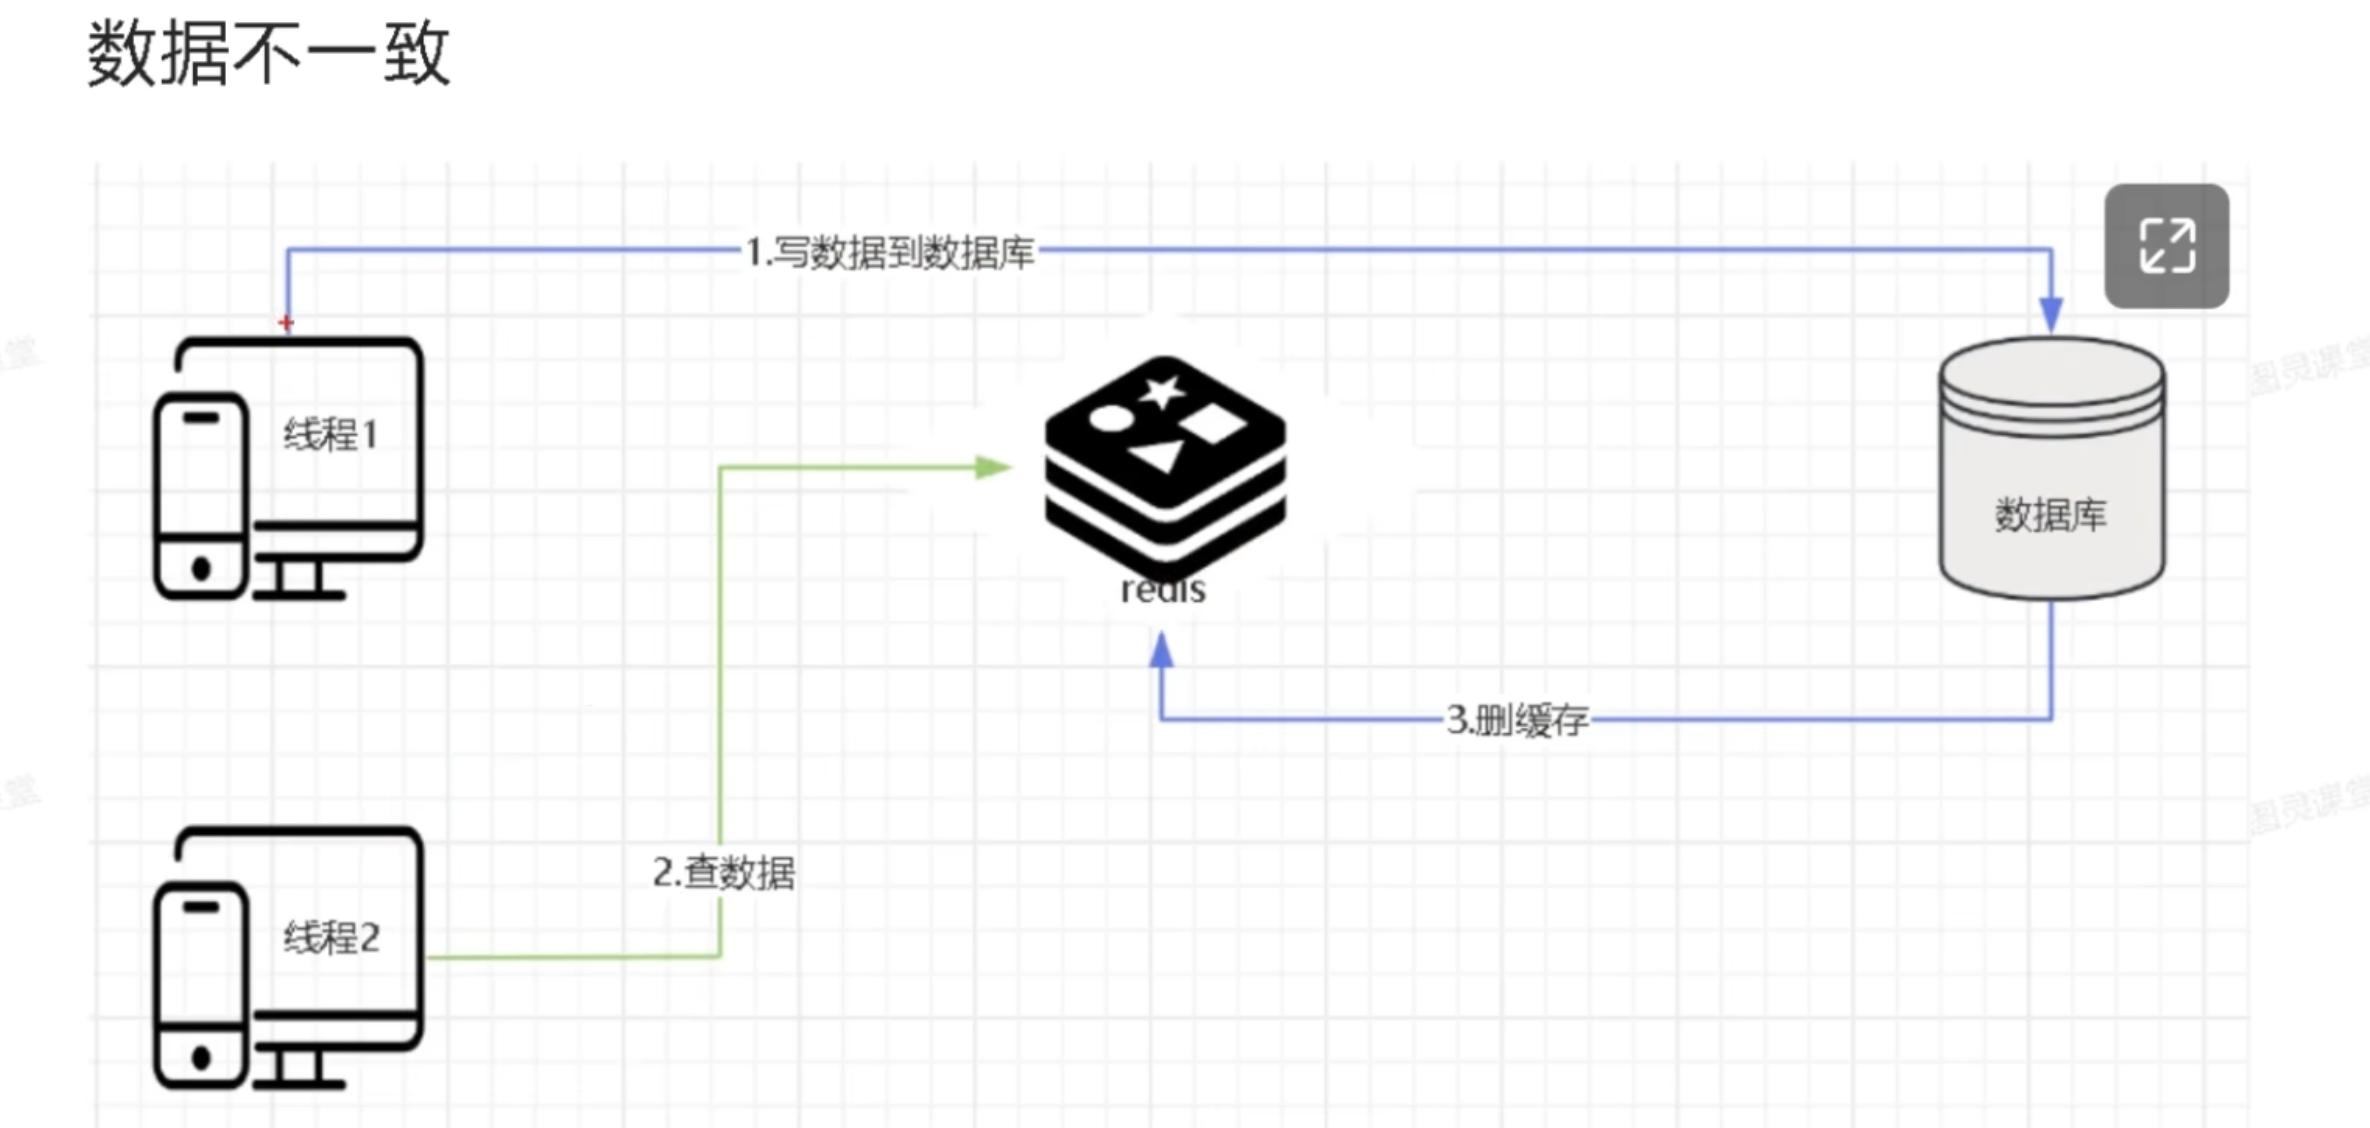 数据不一致
1.写数据到数据库
线程1
redis
数据库
3.删缓存
2.查数据
线程2
图灵课堂
图灵课堂
堂
堂